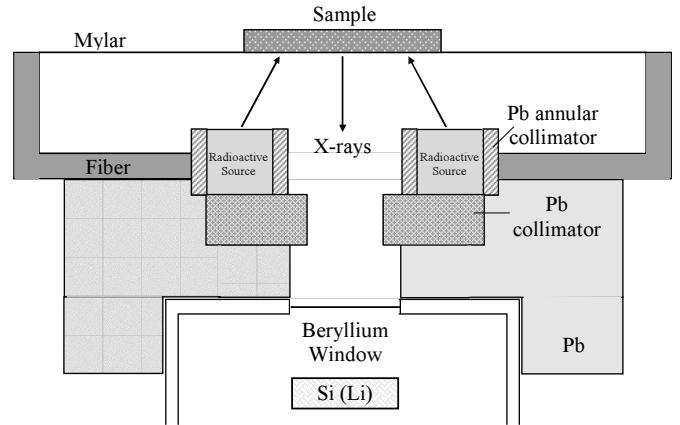 Sample
Mylar
Pb annular
collimator
X-rays
Radioactive
Source
Radioactive
Source
Fiber
Pb
collimator
Beryllium
Window
Pb
Si (Li)